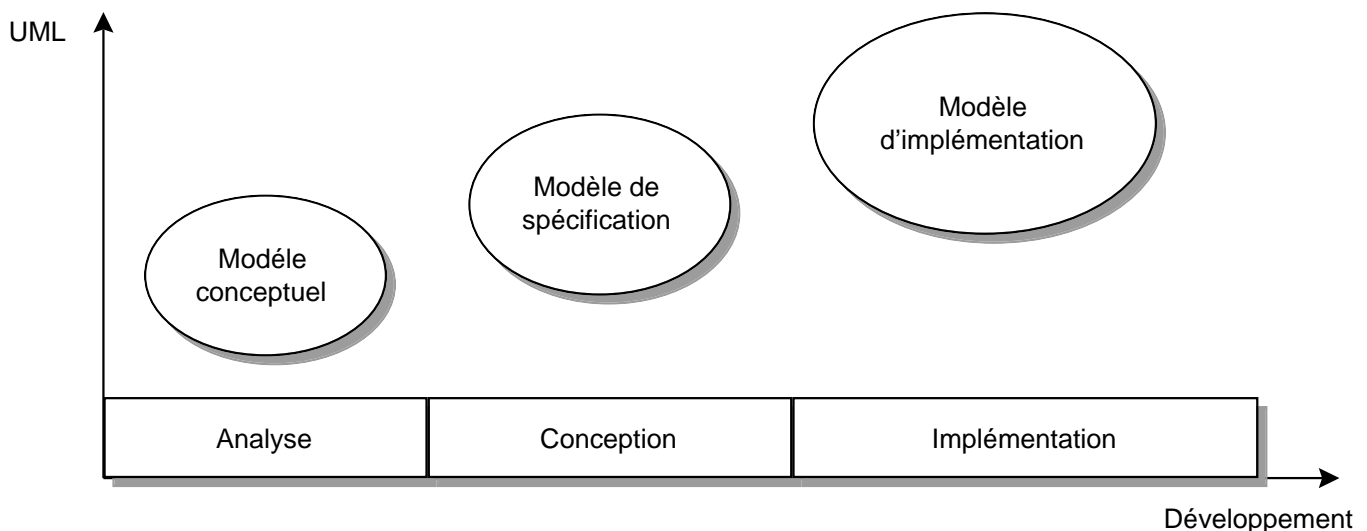 UML
Modèle
d'implémentation
Modèle de
spécification
Modéle
conceptuel
Analyse
Conception
Implémentation
Développement